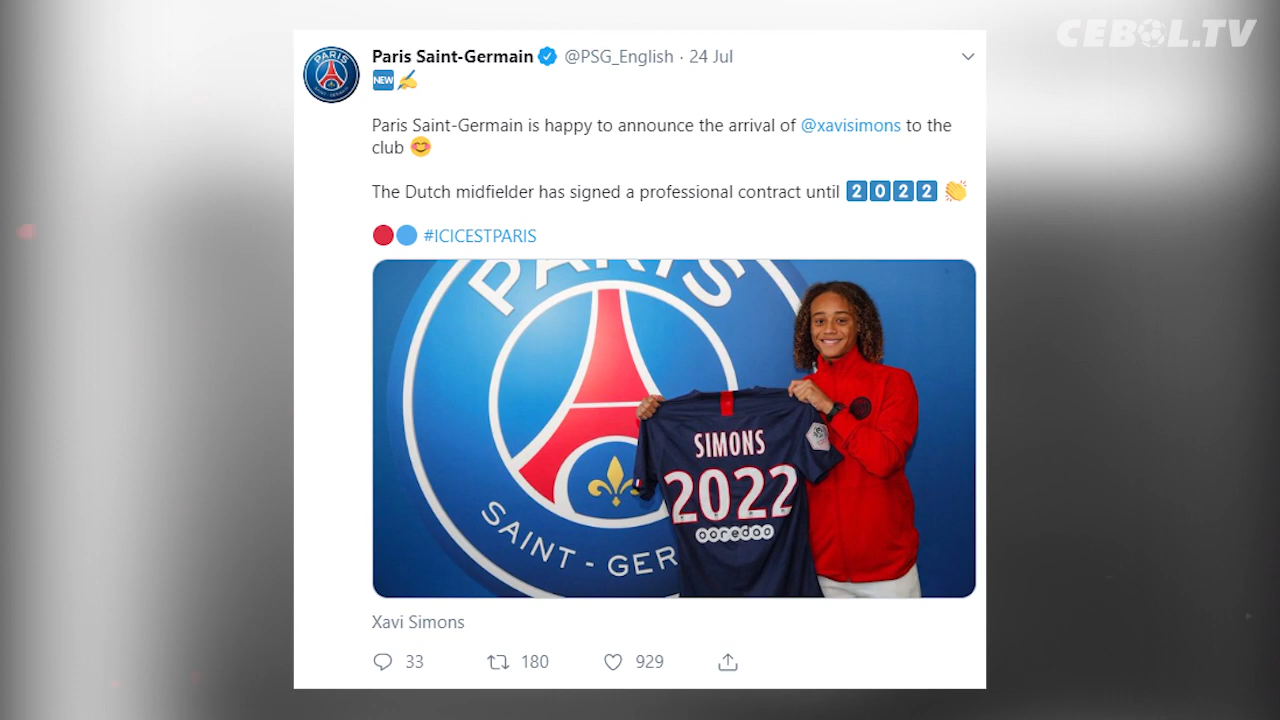 CEBOL.TV
Paris Saint-Germain @PSG_English · 24 Jul
NEW
Paris Saint-Germain is happy to announce the arrival of @xavisimons to the
club
The Dutch midfielder has signed a professional contract until 2022
#ICICESTPARIS
PARIS
SAINT - GER
SIMONS
2022
ooredoo
Xavi Simons
33 180 929